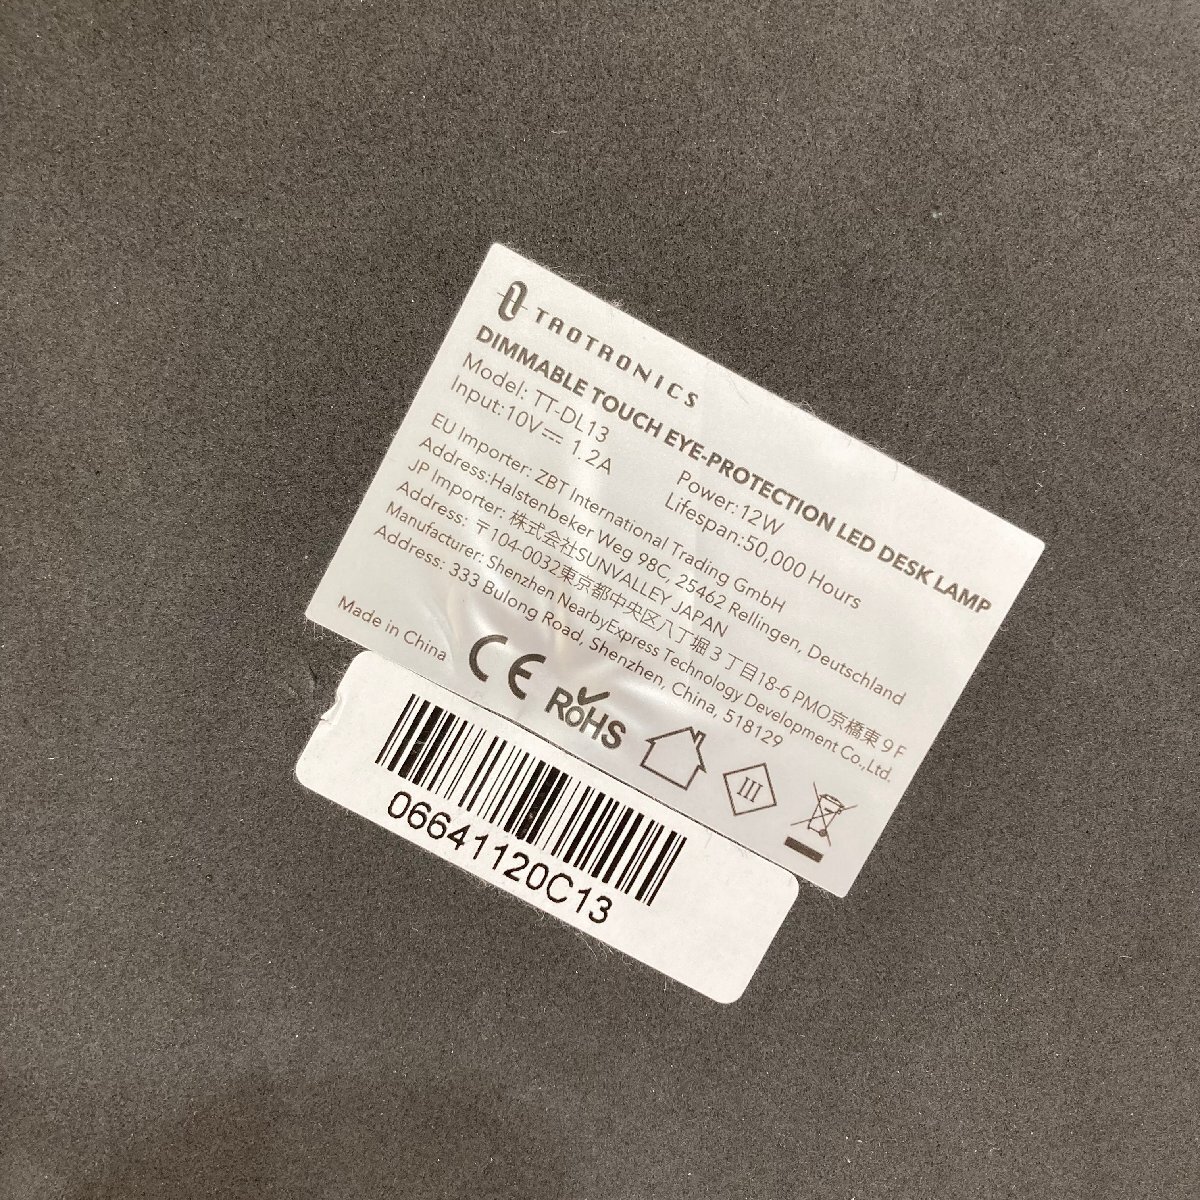 TAOTRONICS
DIMMABLE TOUCH EYE-PROTECTION LED DESK LAMP
Model: TT-DL13
Power:12W
Input:10V⎓ 1.2A
Lifespan:50,000 Hours
EU Importer: ZBT International Trading GmbH
Address:Halstenbeker Weg 98C, 25462 Rellingen, Deutschland
JP Importer: 株式会社SUNVALLEY JAPAN
Address: 〒104-0032東京都中央区八丁堀3丁目18-6 PMO京橋東9F
Manufacturer: Shenzhen NearbyExpress Technology Development Co.,Ltd.
Address: 333 Bulong Road, Shenzhen, China, 518129
Made in China
CE
RoHS
III
06641120C13